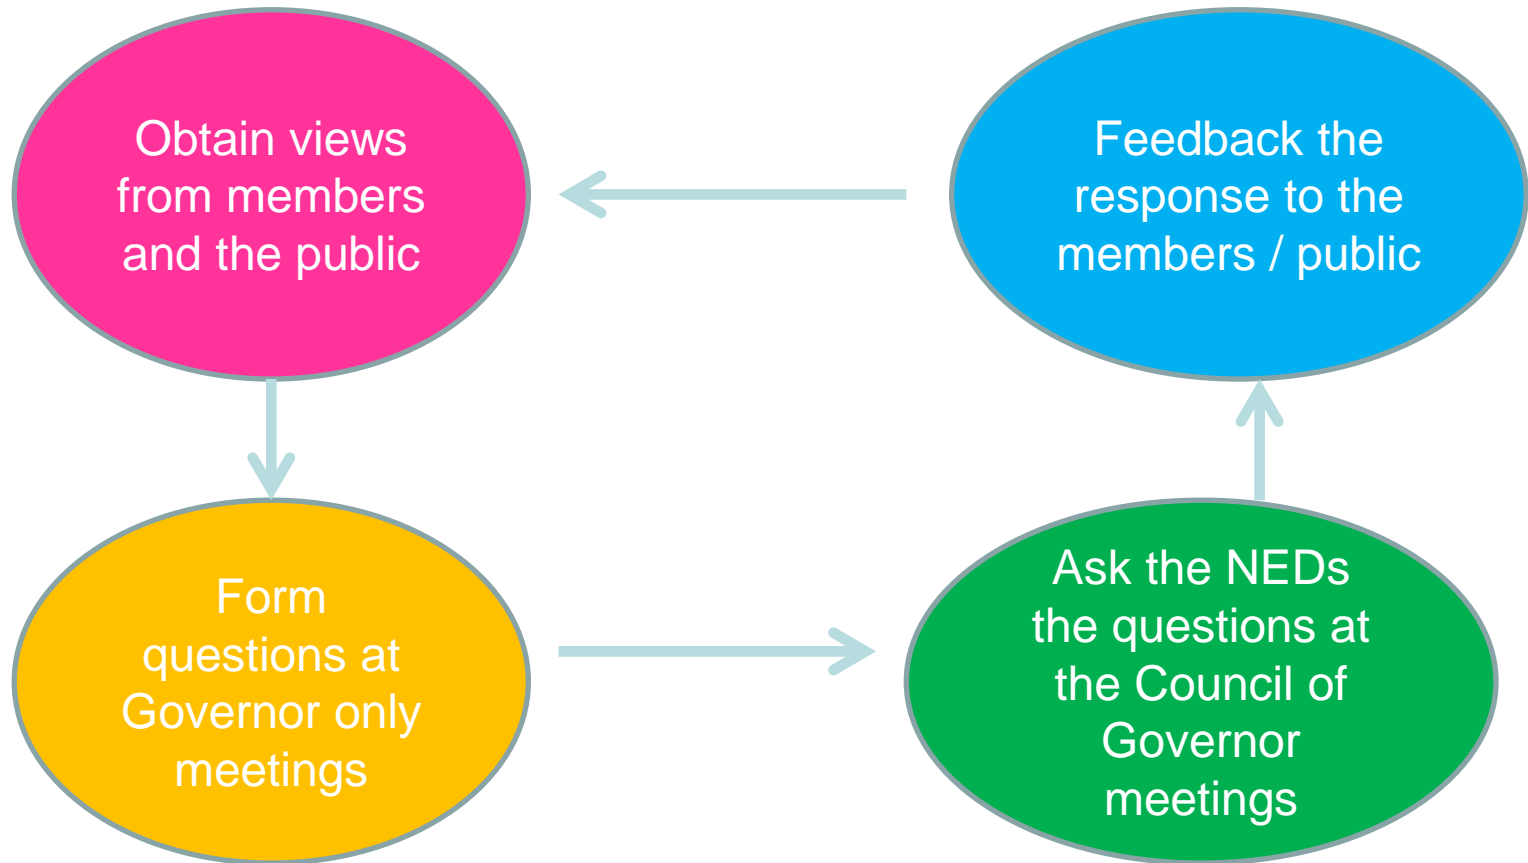 Obtain views
from members
and the public
Feedback the
response to the
members / public
Form
questions at
Governor only
meetings
Ask the NEDs
the questions at
the Council of
Governor
meetings